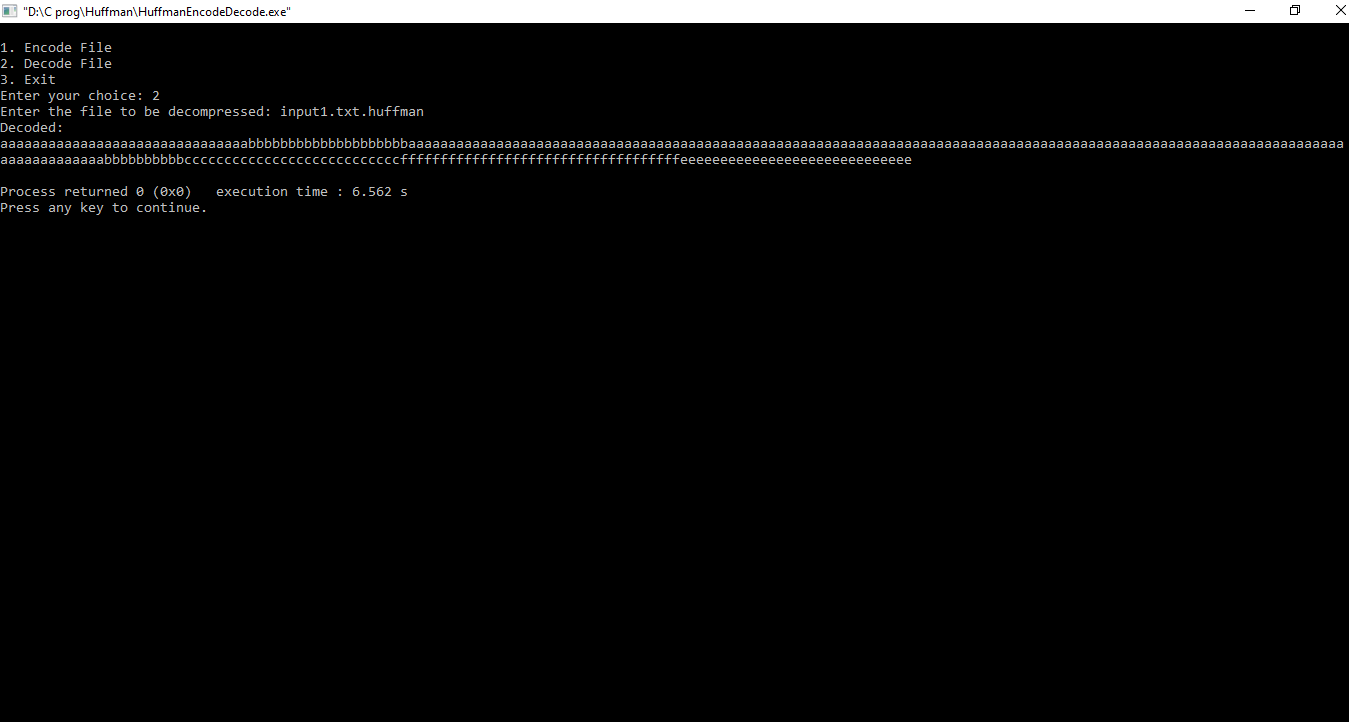 "D:\C prog\Huffman\HuffmanEncodeDecode.exe"
1. Encode File
2. Decode File
3. Exit
Enter your choice: 2
Enter the file to be decompressed: input1.txt.huffman
Decoded:
aaaaaaaaaaaaaaaaaaaaaaaaaaaaaaabbbbbbbbbbbbbbbbbbbbaaaaaaaaaaaaaaaaaaaaaaaaaaaaaaaaaaaaaaaaaaaaaaaaaaaaaaaaaaaaaaaaaaaaaaaaaaaaaaaaaaaaaaaaaaaaaaaaaaaaaaaaaaaaaaaaaaaaa
aaaaaaaaaaaaabbbbbbbbbbcccccccccccccccccccccccccccfffffffffffffffffffffffffffffffffffeeeeeeeeeeeeeeeeeeeeeeeeeeeee
Process returned 0 (0x0)   execution time : 6.562 s
Press any key to continue.